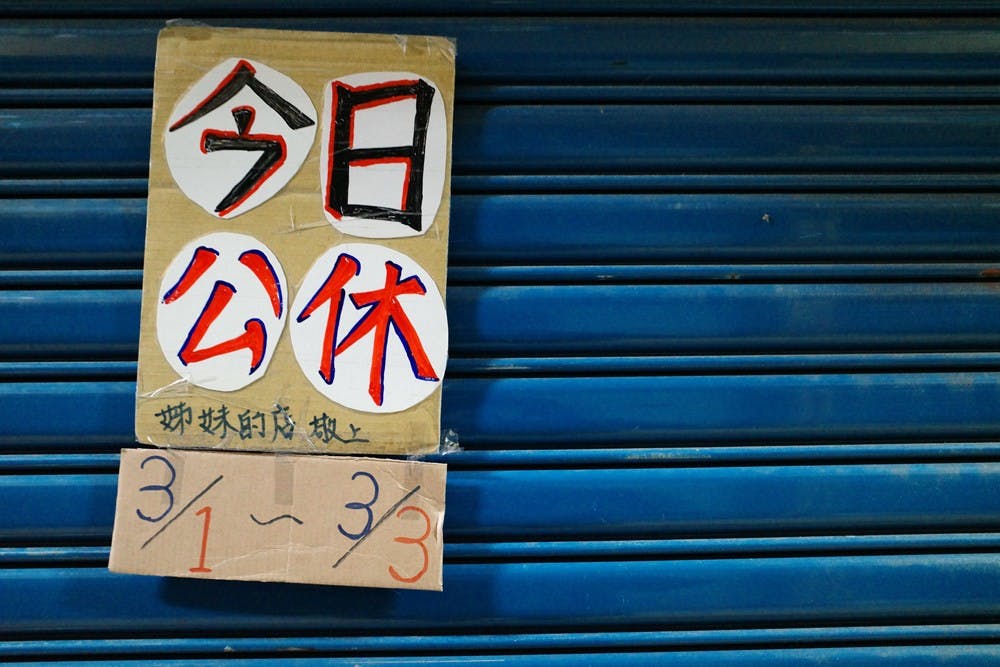 今日
公休
姊妹的店 敬上
3/1 ~ 3/3